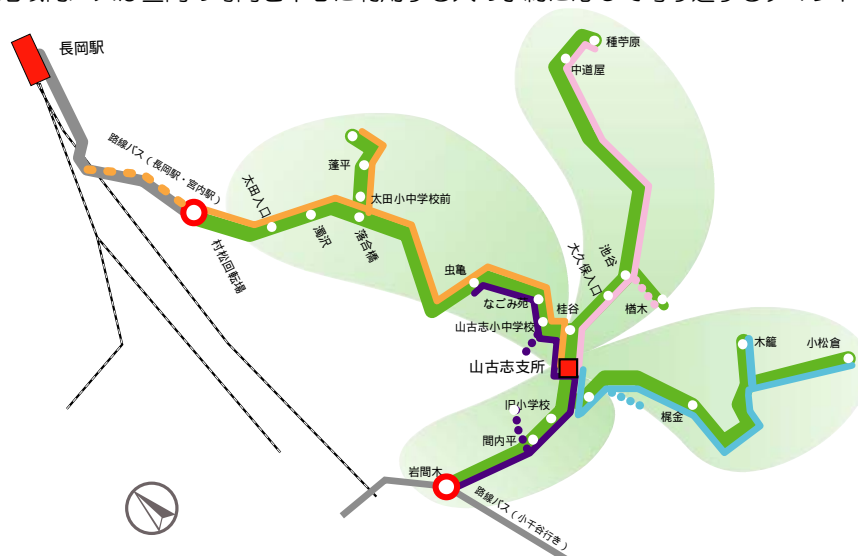 長岡駅
種苧原
中道屋
路線バス（長岡駅・宮内駅）
蓬平
太田小中学校前
太田入口
濁沢
落合橋
村松回転場
虫亀
なごみ苑
山古志小中学校
桂谷
大久保入口
池谷
楢木
山古志支所
木籠
小松倉
梶金
旧小学校
間内平
岩間木
路線バス（小千谷行き）